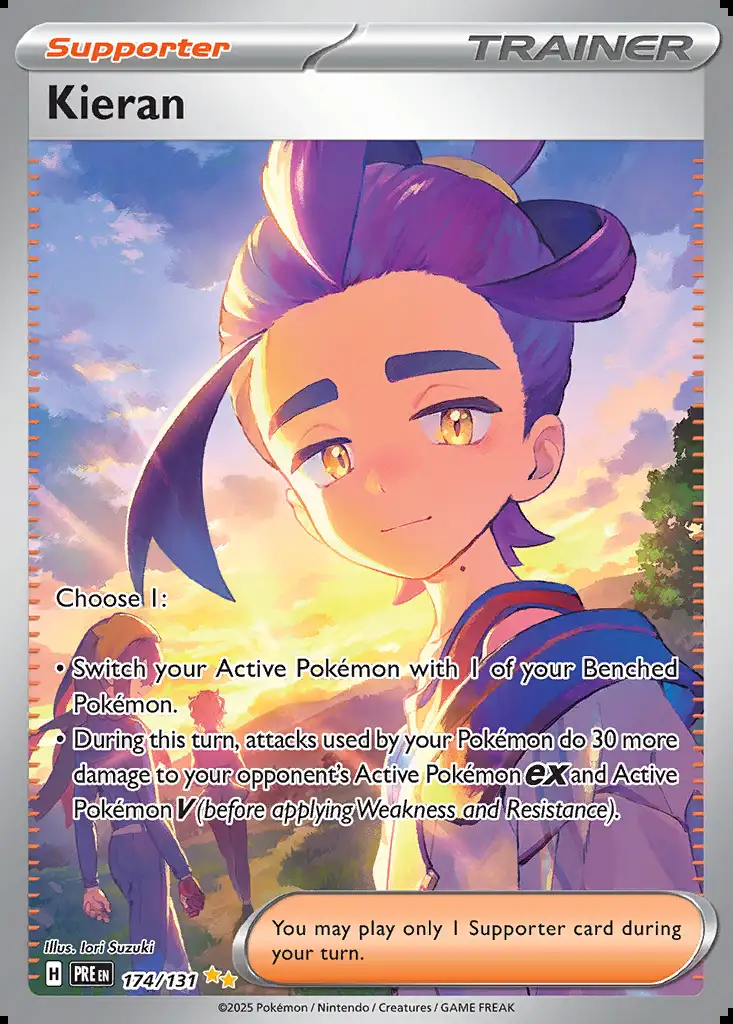 Supporter
TRAINER
Kieran
Choose 1:
• Switch your Active Pokémon with 1 of your Benched
Pokémon.
• During this turn, attacks used by your Pokémon do 30 more
damage to your opponent's Active Pokémon ex and Active
Pokémon V (before applying Weakness and Resistance).
You may play only 1 Supporter card during
your turn.
Illus. Iori Suzuki
H PRE EN 174/131
©2025 Pokémon / Nintendo / Creatures / GAME FREAK